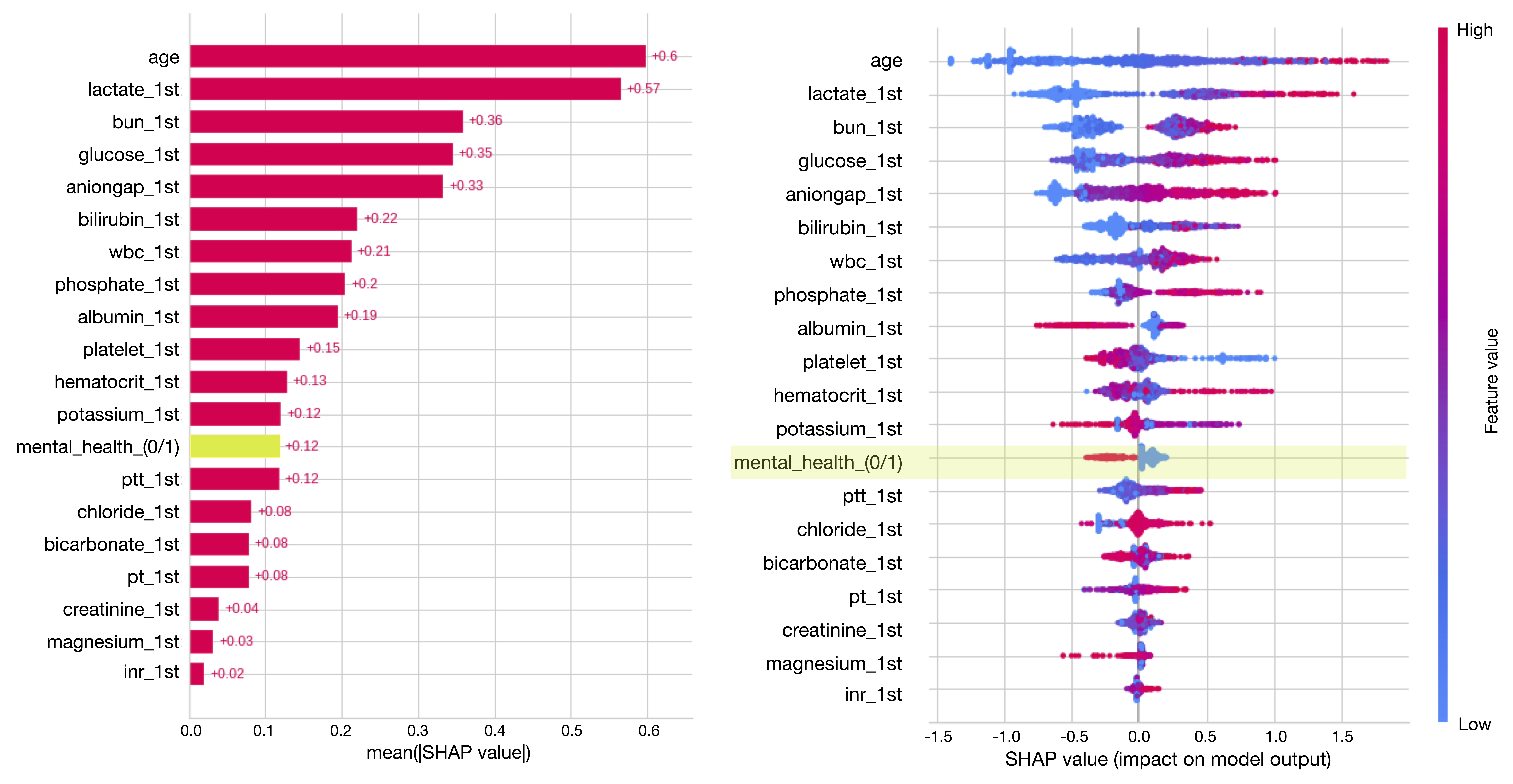 age +0.6
lactate_1st +0.57
bun_1st +0.36
glucose_1st +0.35
aniongap_1st +0.33
bilirubin_1st +0.22
wbc_1st +0.21
phosphate_1st +0.2
albumin_1st +0.19
platelet_1st +0.15
hematocrit_1st +0.13
potassium_1st +0.12
mental_health_(0/1) +0.12
ptt_1st +0.12
chloride_1st +0.08
bicarbonate_1st +0.08
pt_1st +0.08
creatinine_1st +0.04
magnesium_1st +0.03
inr_1st +0.02
0.0 0.1 0.2 0.3 0.4 0.5 0.6
mean(|SHAP value|)
age
lactate_1st
bun_1st
glucose_1st
aniongap_1st
bilirubin_1st
wbc_1st
phosphate_1st
albumin_1st
platelet_1st
hematocrit_1st
potassium_1st
mental_health_(0/1)
ptt_1st
chloride_1st
bicarbonate_1st
pt_1st
creatinine_1st
magnesium_1st
inr_1st
-1.5 -1.0 -0.5 0.0 0.5 1.0 1.5
SHAP value (impact on model output)
High
Feature value
Low